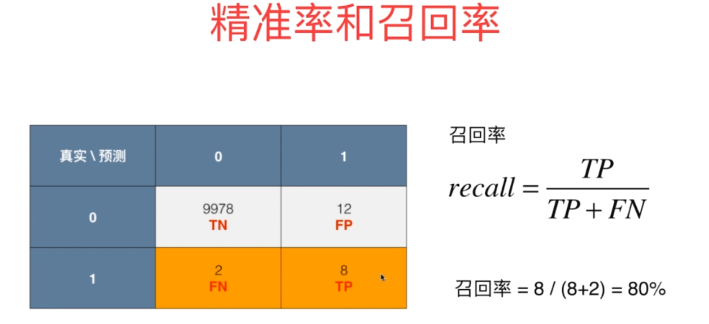 精准率和召回率
真实 \ 预测 0 1
0 9978 12
TN FP
1 2 8
FN TP
召回率
recall = TP / (TP + FN)
召回率 = 8 / (8+2) = 80%